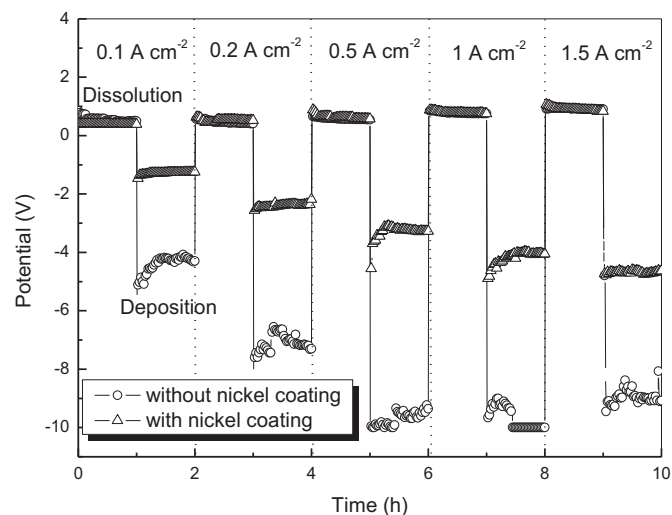 0.1 A cm-2
0.2 A cm-2
0.5 A cm-2
1 A cm-2
1.5 A cm-2
4
2
0
-2
-4
-6
-8
-10
Potential (V)
Dissolution
Deposition
without nickel coating
with nickel coating
0
2
4
6
8
10
Time (h)